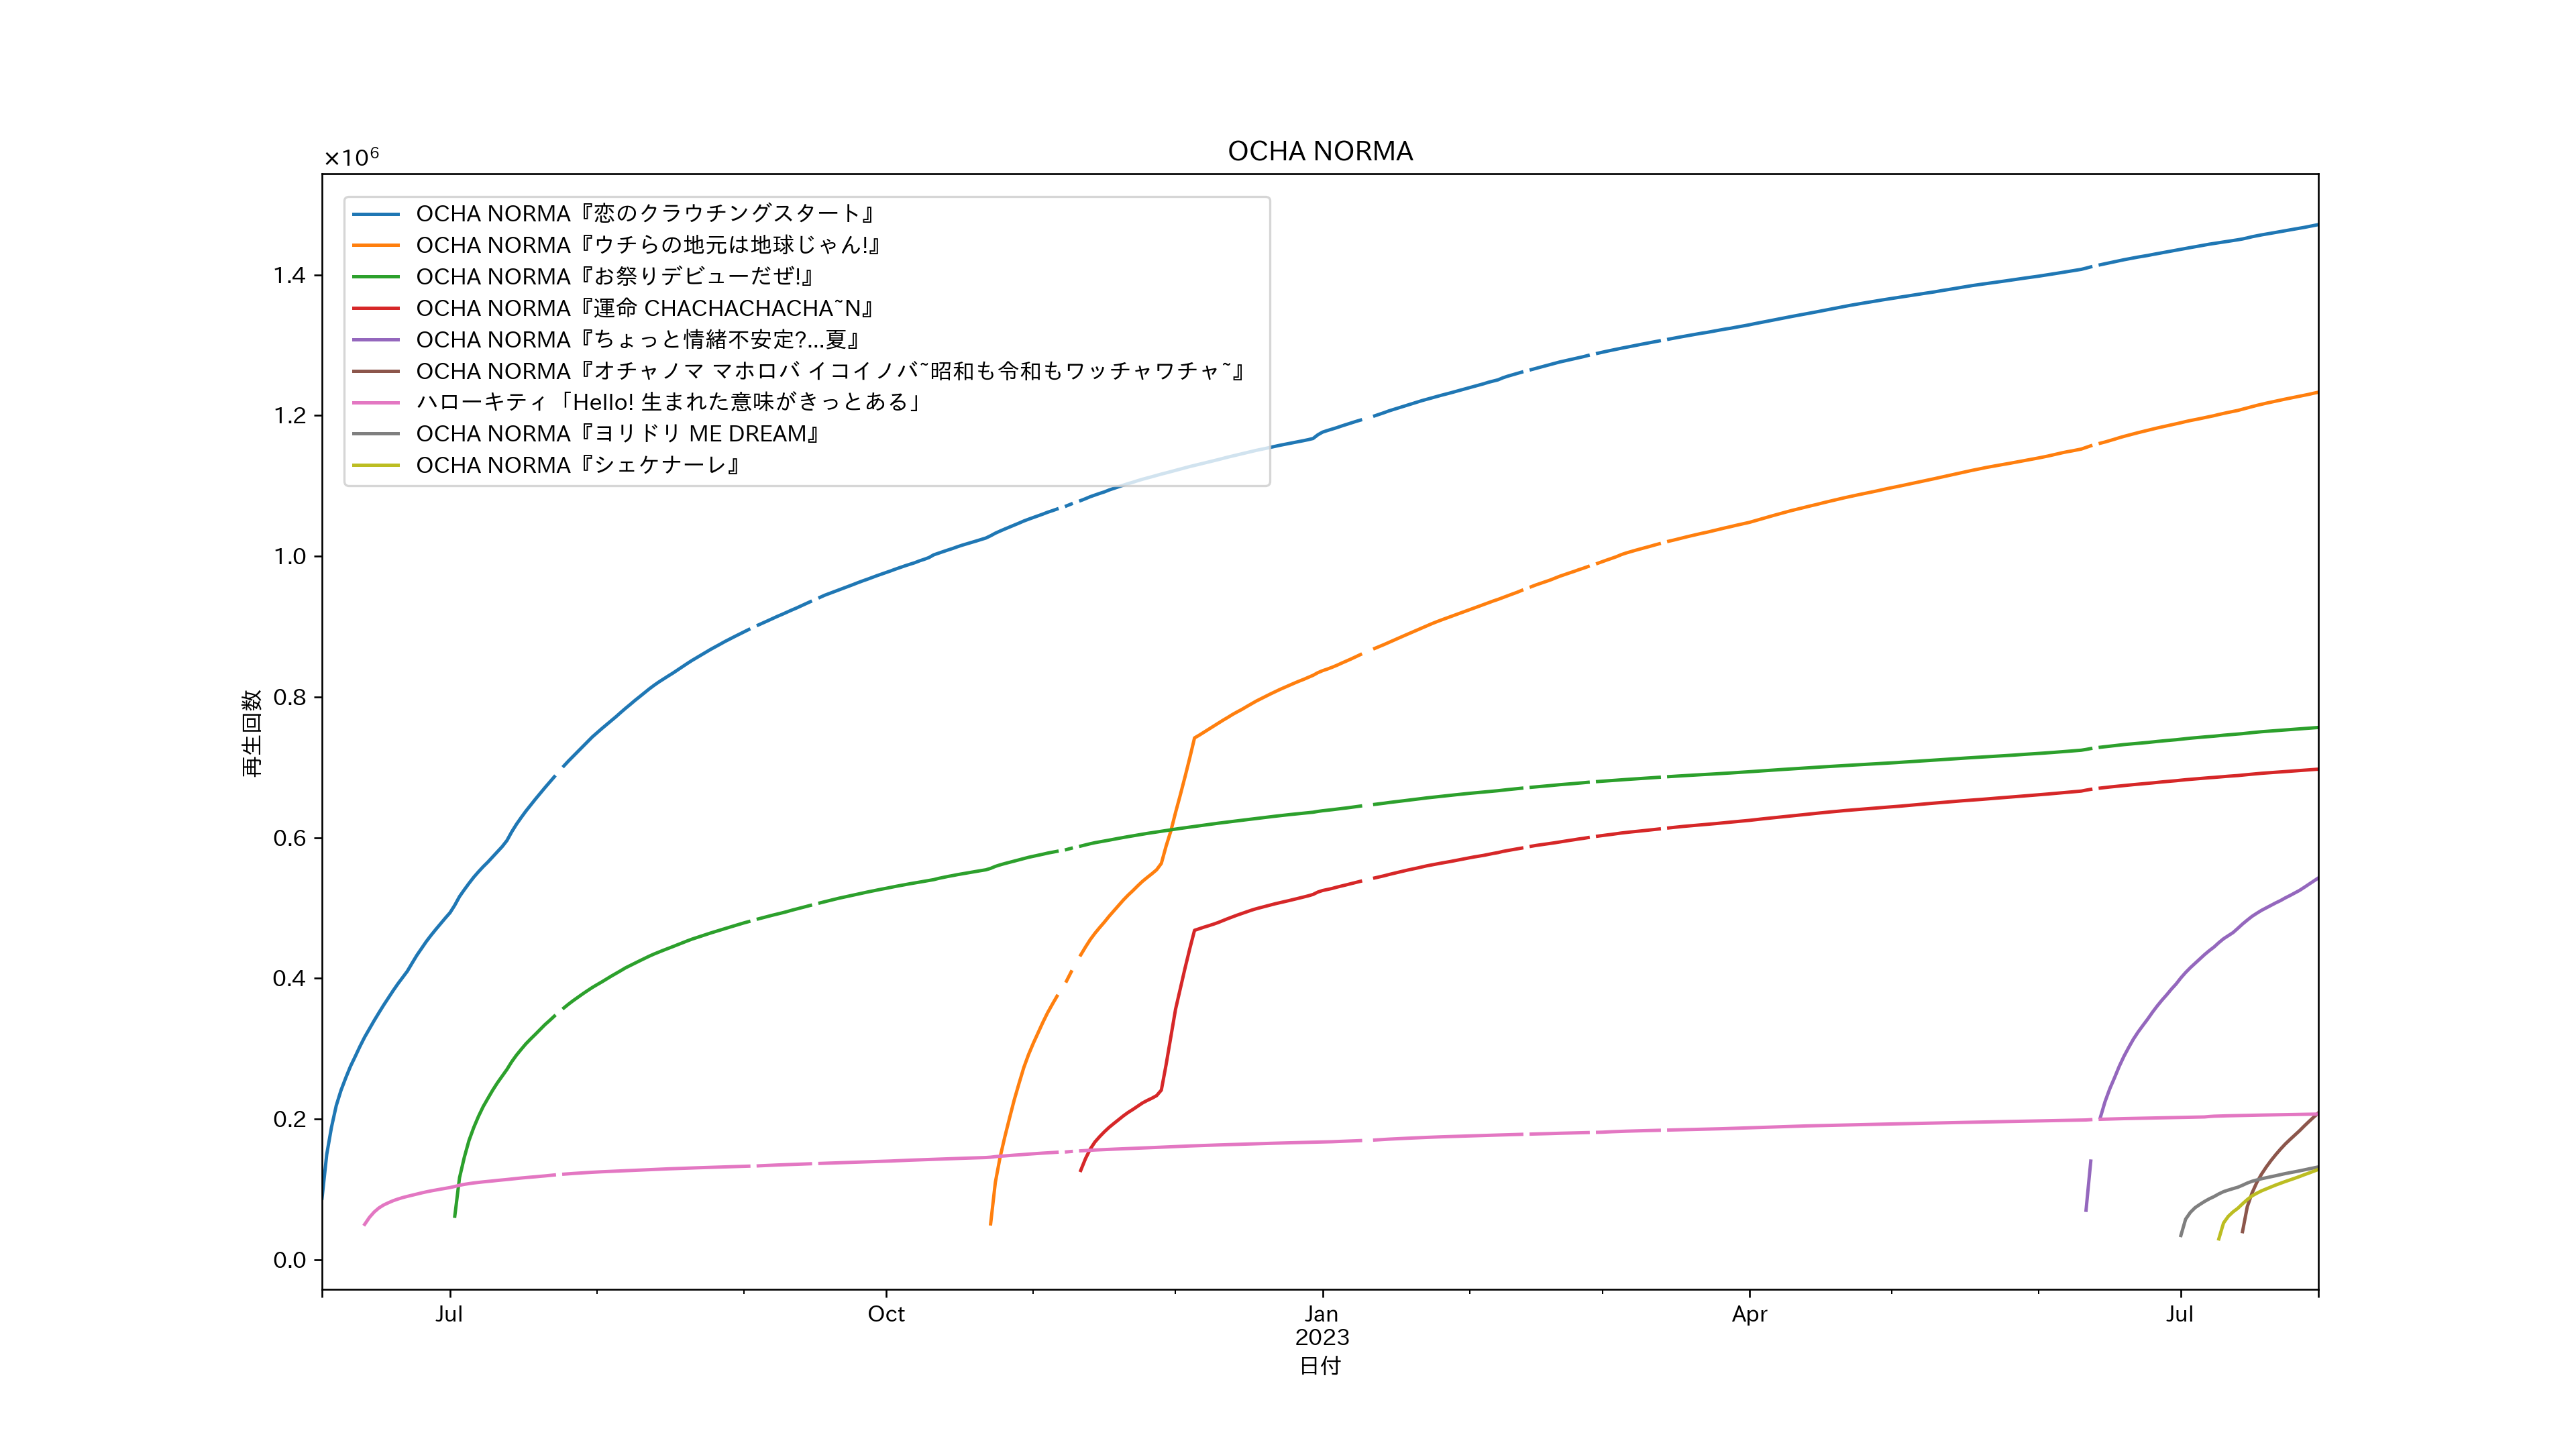 OCHA NORMA
×10⁶
OCHA NORMA『恋のクラウチングスタート』
OCHA NORMA『ウチらの地元は地球じゃん!』
OCHA NORMA『お祭りデビューだぜ!』
OCHA NORMA『運命 CHACHACHACHA~N』
OCHA NORMA『ちょっと情緒不安定?...夏』
OCHA NORMA『オチャノマ マホロバ イコイノバ~昭和も令和もワッチャワチャ~』
ハローキティ「Hello! 生まれた意味がきっとある」
OCHA NORMA『ヨリドリ ME DREAM』
OCHA NORMA『シェケナーレ』
1.4
1.2
1.0
0.8
0.6
0.4
0.2
0.0
再生回数
Jul
Oct
Jan
2023
Apr
Jul
日付